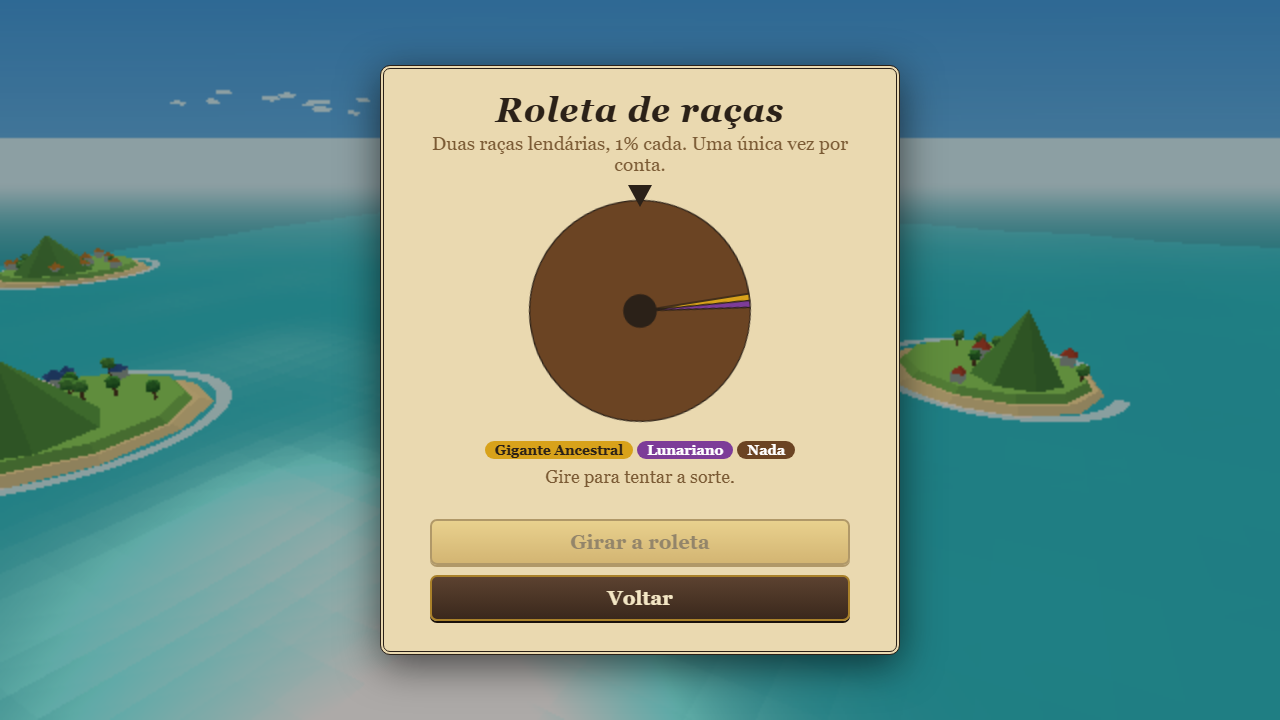 Roleta de raças
Duas raças lendárias, 1% cada. Uma única vez por
conta.
Gigante Ancestral Lunariano Nada
Gire para tentar a sorte.
Girar a roleta
Voltar